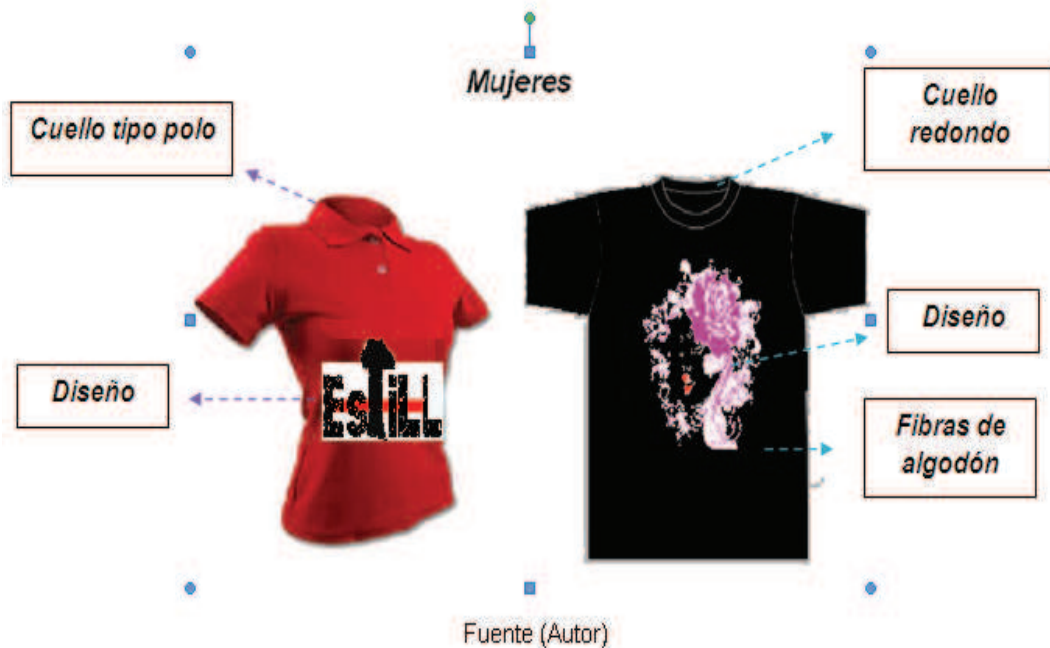 Mujeres
Cuello tipo polo
Cuello
redondo
Diseño
Diseño
EsTiLL
Fibras de
algodón
Fuente (Autor)